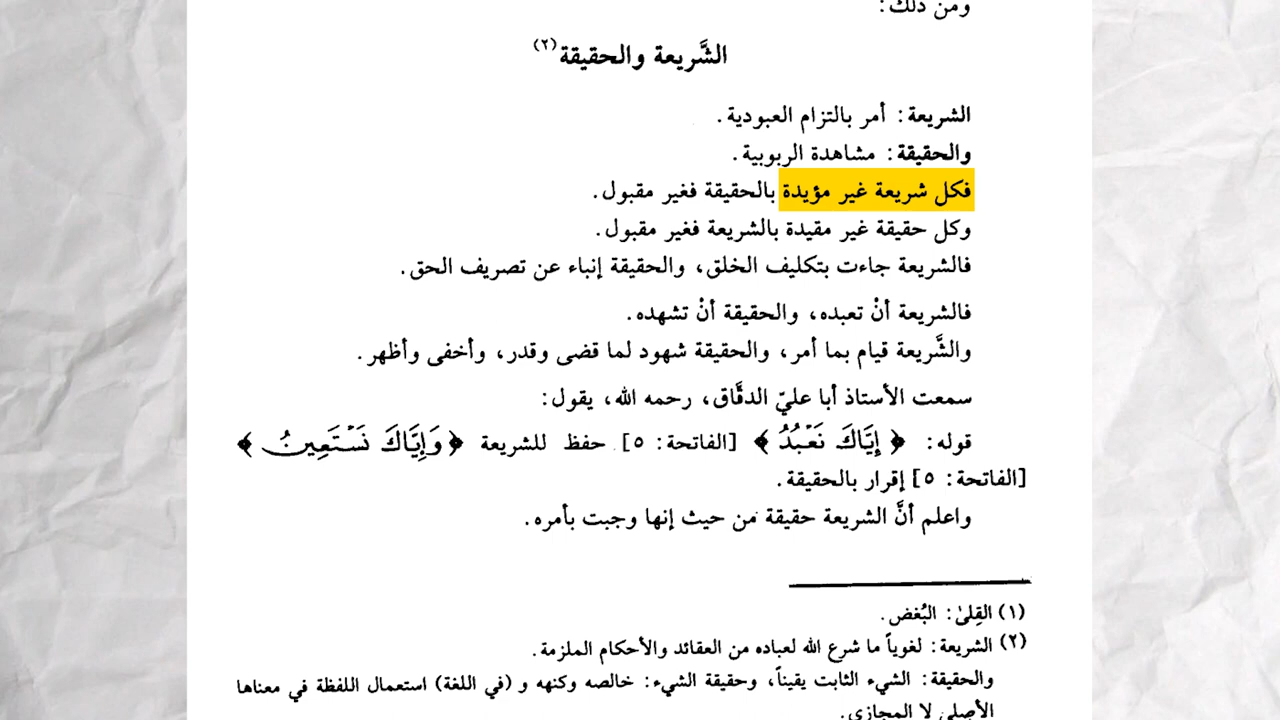 ومن ذلك:
الشَّريعة والحقيقة(٢)
الشريعة: أمر بالتزام العبودية.
والحقيقة: مشاهدة الربوبية.
فكل شريعة غير مؤيدة بالحقيقة فغير مقبول.
وكل حقيقة غير مقيدة بالشريعة فغير مقبول.
فالشريعة جاءت بتكليف الخلق، والحقيقة إنباء عن تصريف الحق.
فالشريعة أنْ تعبده، والحقيقة أنْ تشهده.
والشَّريعة قيام بما أمر، والحقيقة شهود لما قضى وقدر، وأخفى وأظهر.
سمعت الأستاذ أبا عليّ الدقَّاق، رحمه الله، يقول:
قوله: ﴿إِيَّاكَ نَعْبُدُ﴾ [الفاتحة: ٥] حفظ للشريعة ﴿وَإِيَّاكَ نَسْتَعِينُ﴾
[الفاتحة: ٥] إقرار بالحقيقة.
واعلم أنَّ الشريعة حقيقة من حيث إنها وجبت بأمره.
(١) القِلىٰ: البُغض.
(٢) الشريعة: لغوياً ما شرع الله لعباده من العقائد والأحكام الملزمة.
والحقيقة: الشيء الثابت يقيناً، وحقيقة الشيء: خالصه وكنهه و (في اللغة) استعمال اللفظة في معناها
الأصلي لا المجازي.